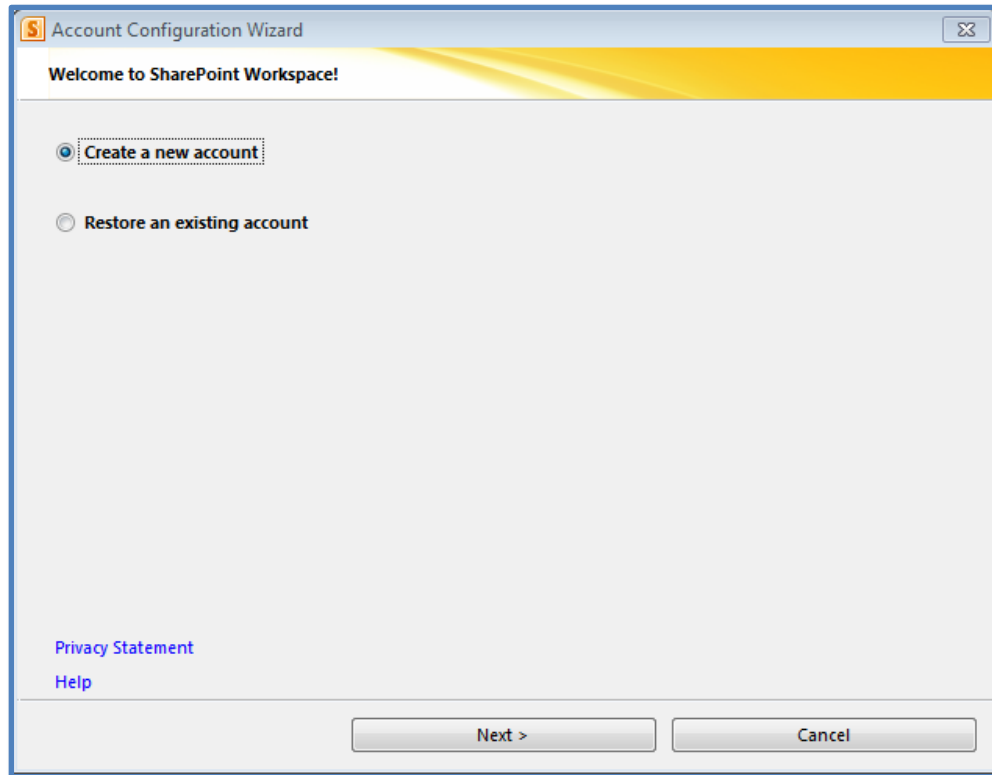 Account Configuration Wizard
Welcome to SharePoint Workspace!
Create a new account
Restore an existing account
Privacy Statement
Help
Next >
Cancel